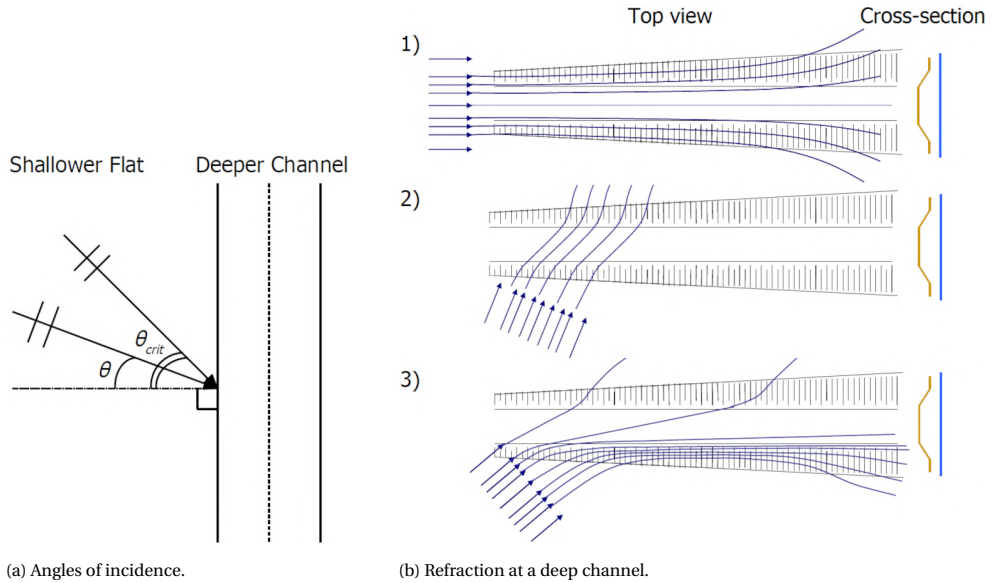 Top view
Cross-section
1)
Shallower Flat
Deeper Channel
2)
θcrit
θ
3)
(a) Angles of incidence.
(b) Refraction at a deep channel.